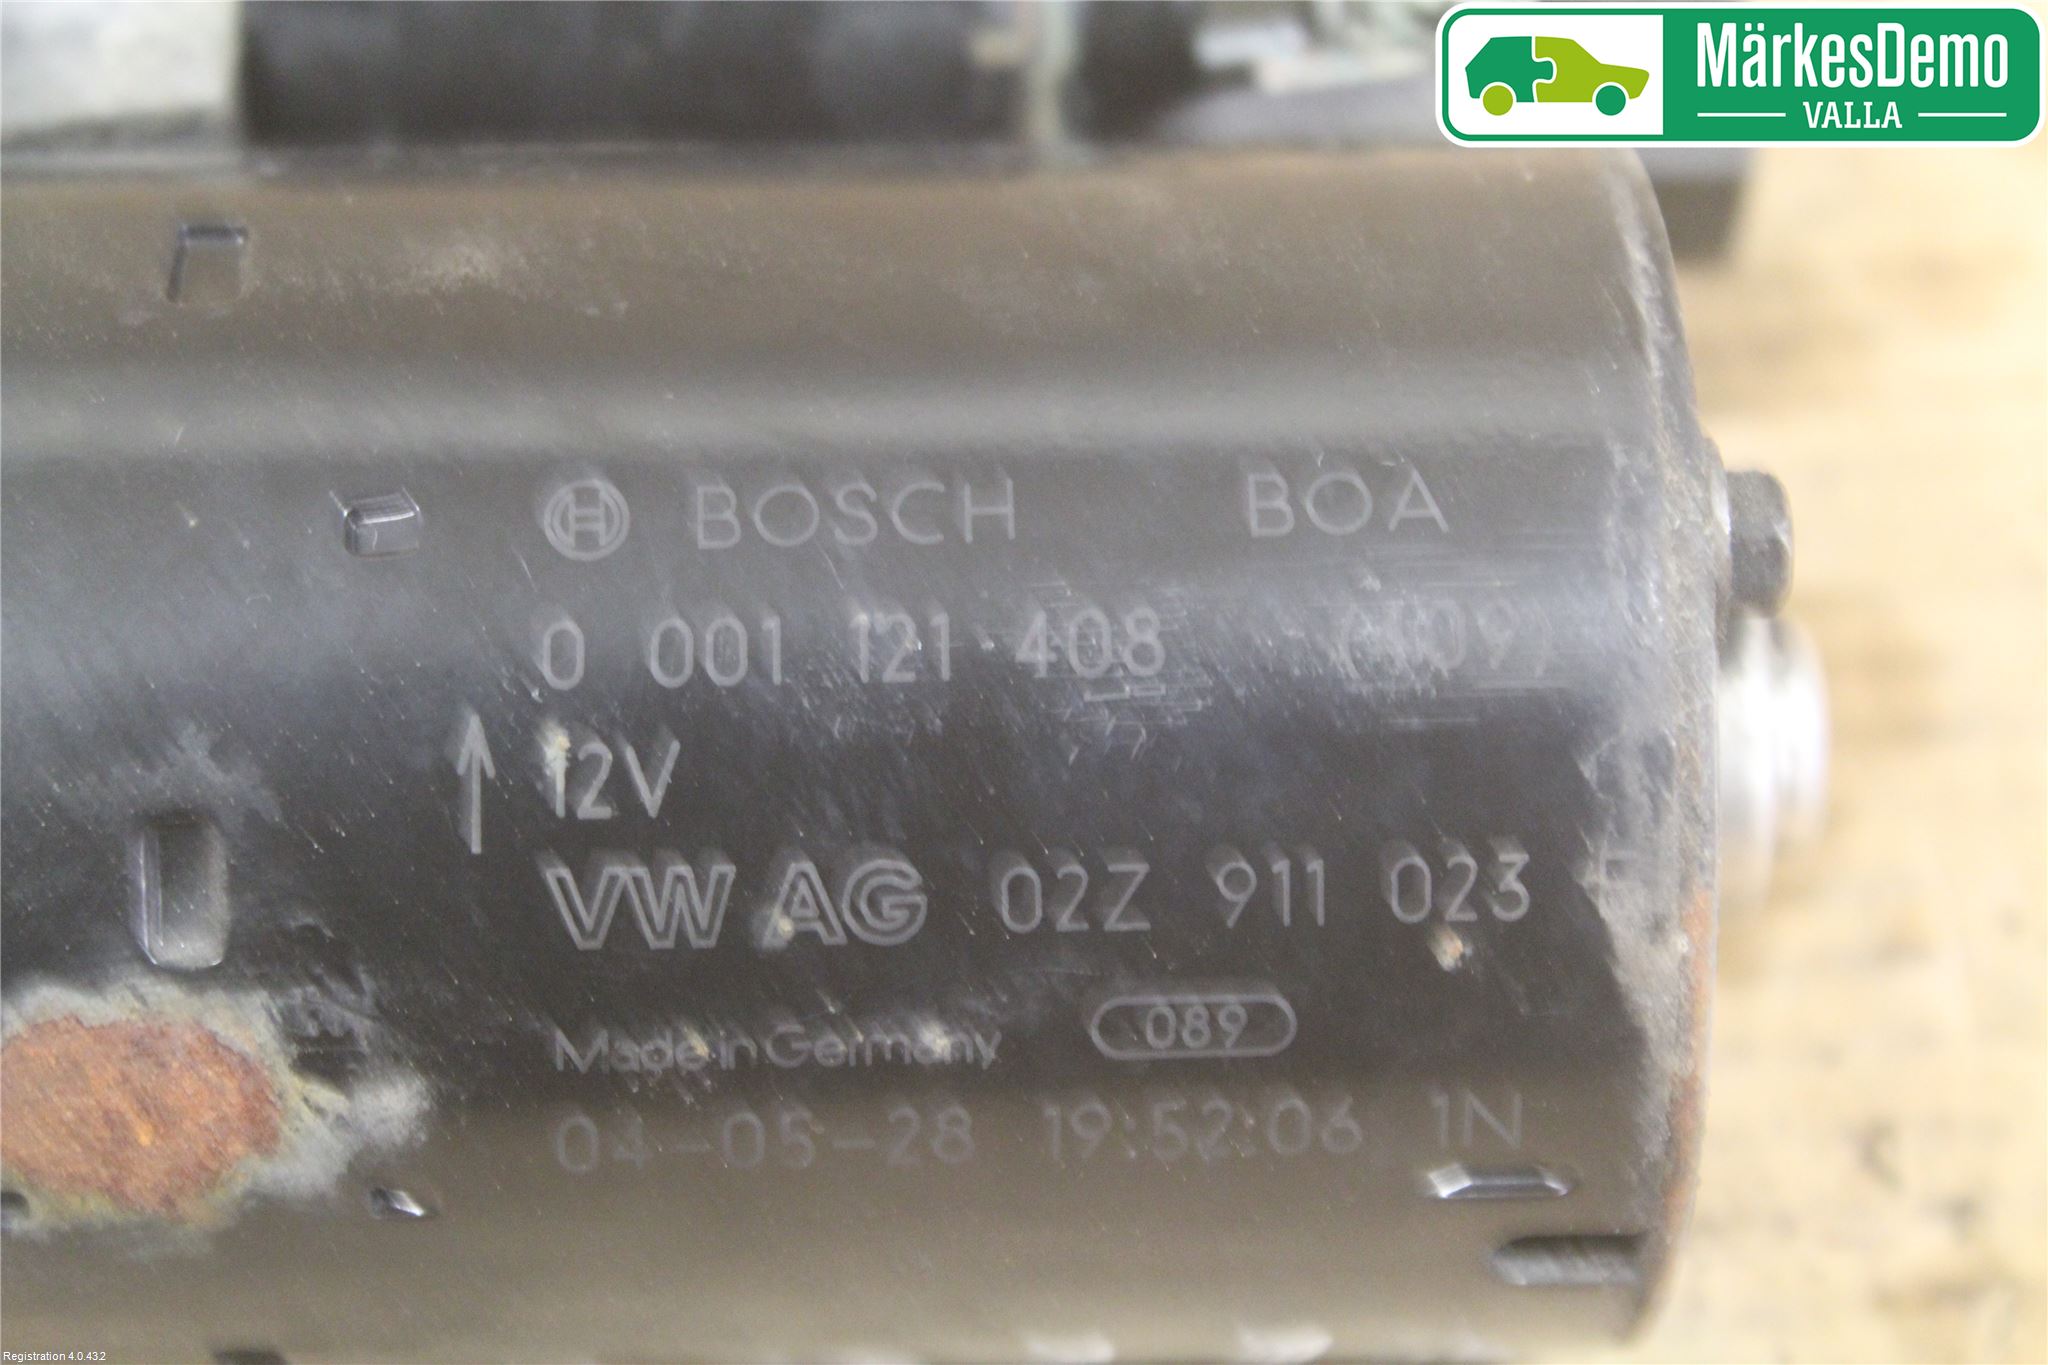 MärkesDemo
VALLA
BOSCH BOA
0 001 121 408 (409)
12V
VW AG 02Z 911 023 F
Made in Germany 089
04-05-28 19:52:06 1N
Registration 4.0.432